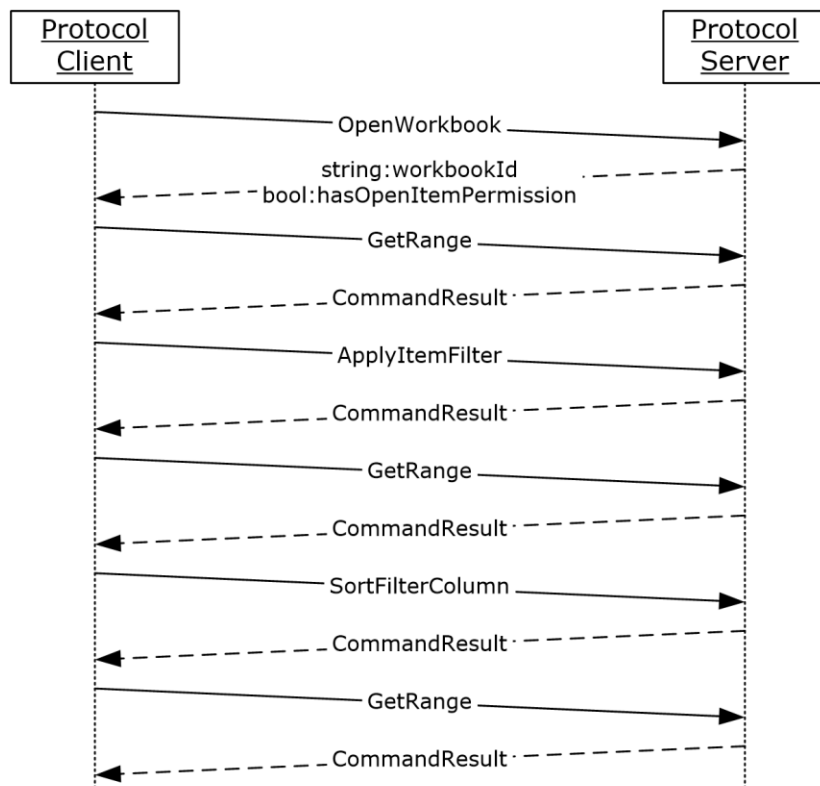 Protocol
Client
Protocol
Server
OpenWorkbook
string:workbookId
bool:hasOpenItemPermission
GetRange
CommandResult
ApplyItemFilter
CommandResult
GetRange
CommandResult
SortFilterColumn
CommandResult
GetRange
CommandResult